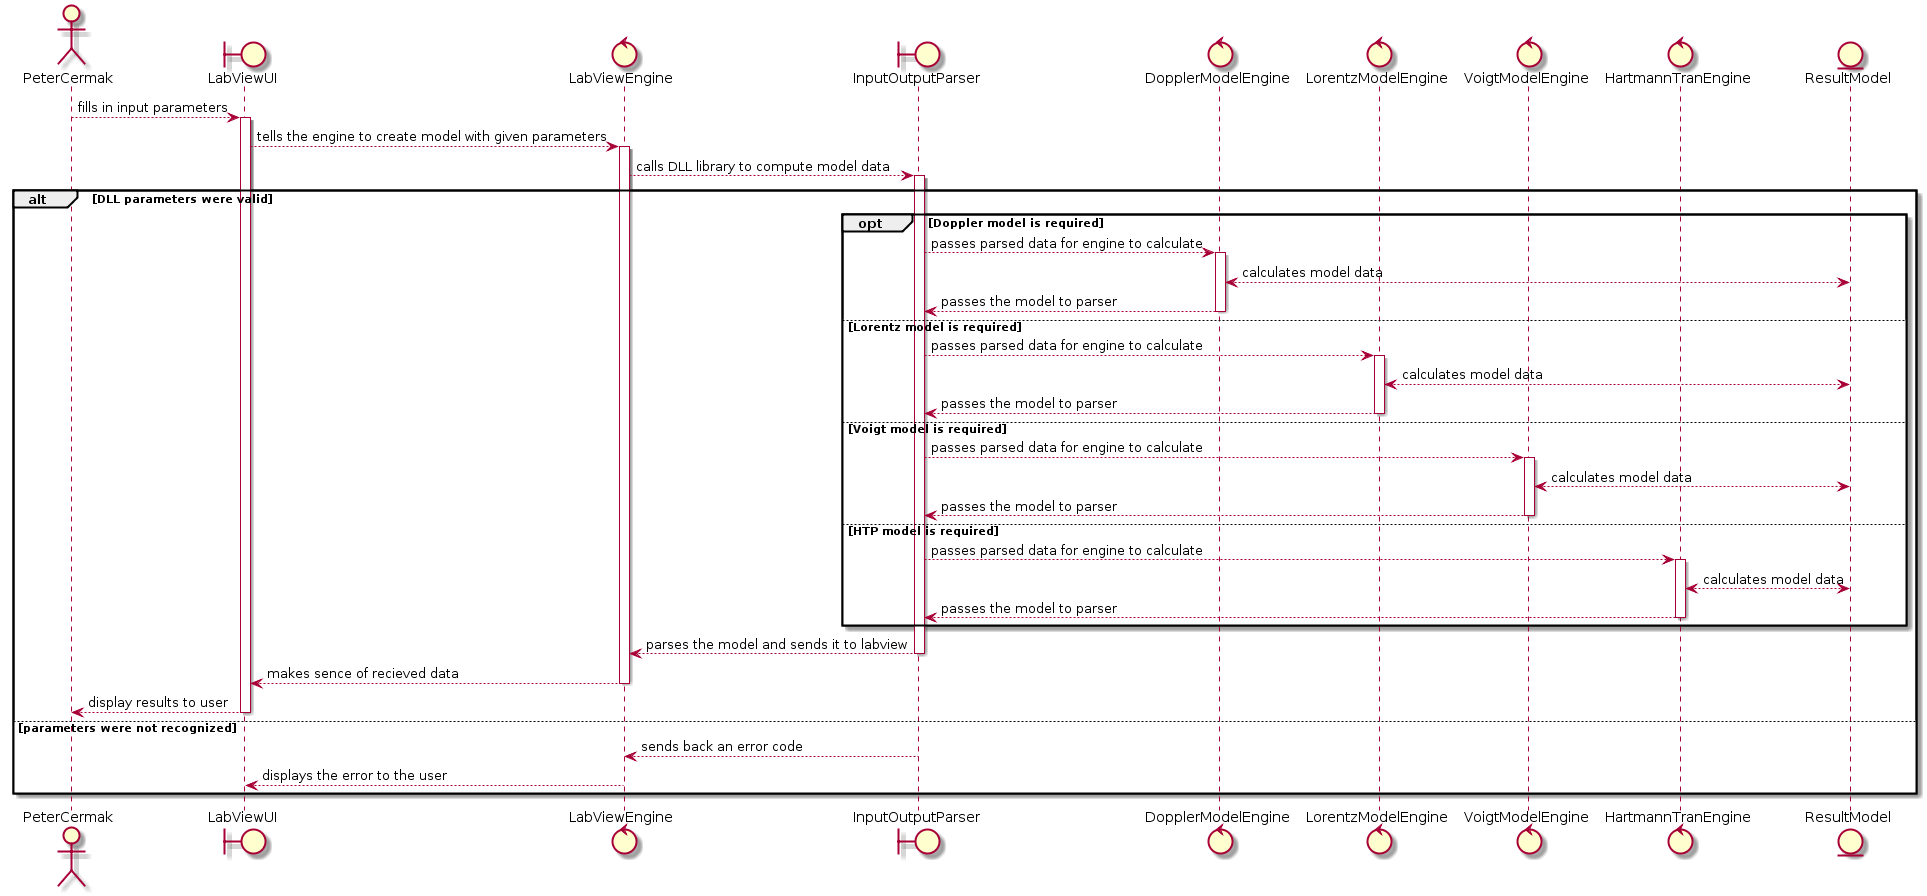 PeterCermak
LabViewUI
LabViewEngine
InputOutputParser
DopplerModelEngine
LorentzModelEngine
VoigtModelEngine
HartmannTranEngine
ResultModel
fills in input parameters
tells the engine to create model with given parameters
calls DLL library to compute model data
alt
[DLL parameters were valid]
opt
[Doppler model is required]
passes parsed data for engine to calculate
calculates model data
passes the model to parser
[Lorentz model is required]
passes parsed data for engine to calculate
calculates model data
passes the model to parser
[Voigt model is required]
passes parsed data for engine to calculate
calculates model data
passes the model to parser
[HTP model is required]
passes parsed data for engine to calculate
calculates model data
passes the model to parser
parses the model and sends it to labview
makes sence of recieved data
display results to user
[parameters were not recognized]
sends back an error code
displays the error to the user
PeterCermak
LabViewUI
LabViewEngine
InputOutputParser
DopplerModelEngine
LorentzModelEngine
VoigtModelEngine
HartmannTranEngine
ResultModel